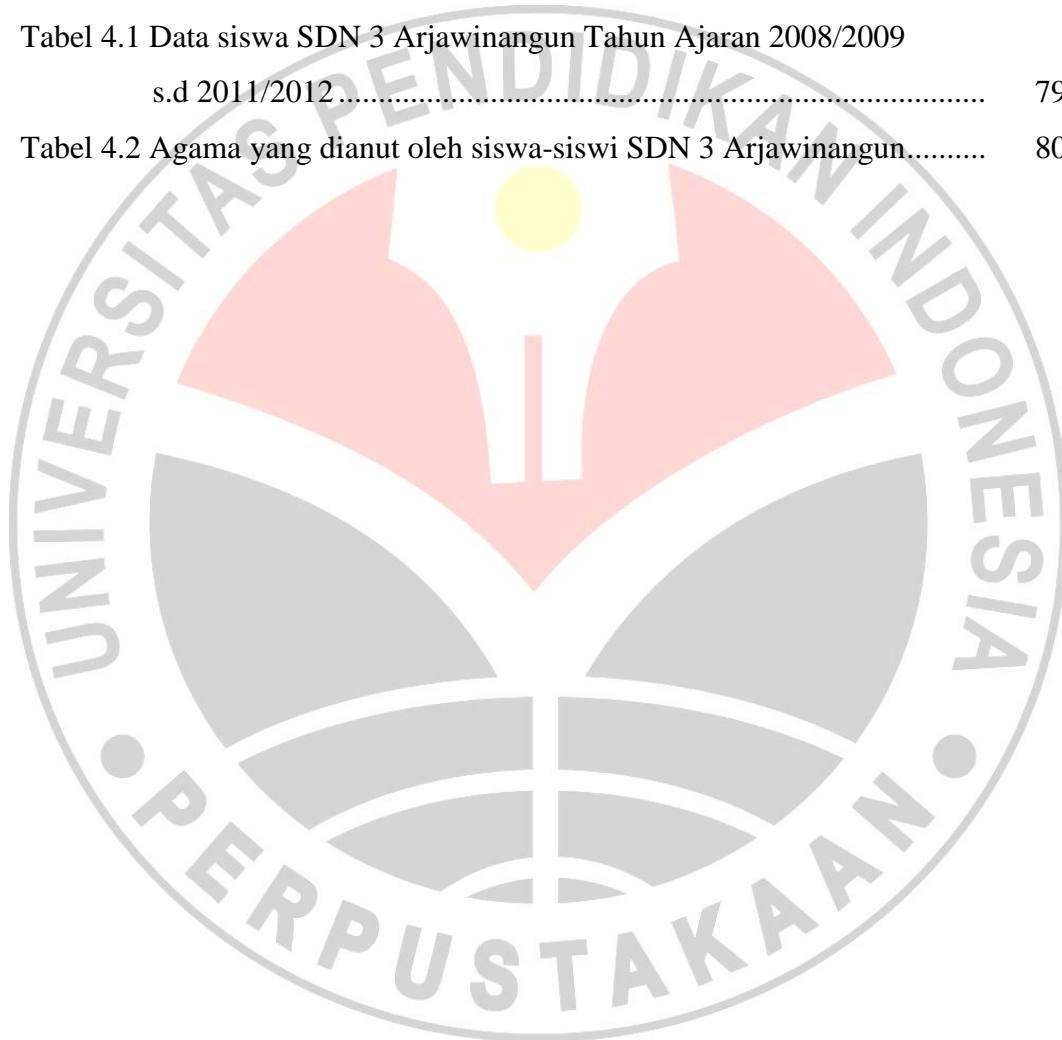 Tabel 4.1 Data siswa SDN 3 Arjawinangun Tahun Ajaran 2008/2009
s.d 2011/2012 ........................................................................... 79
Tabel 4.2 Agama yang dianut oleh siswa-siswi SDN 3 Arjawinangun.......... 80
UNIVERSITAS PENDIDIKAN INDONESIA
PERPUSTAKAAN